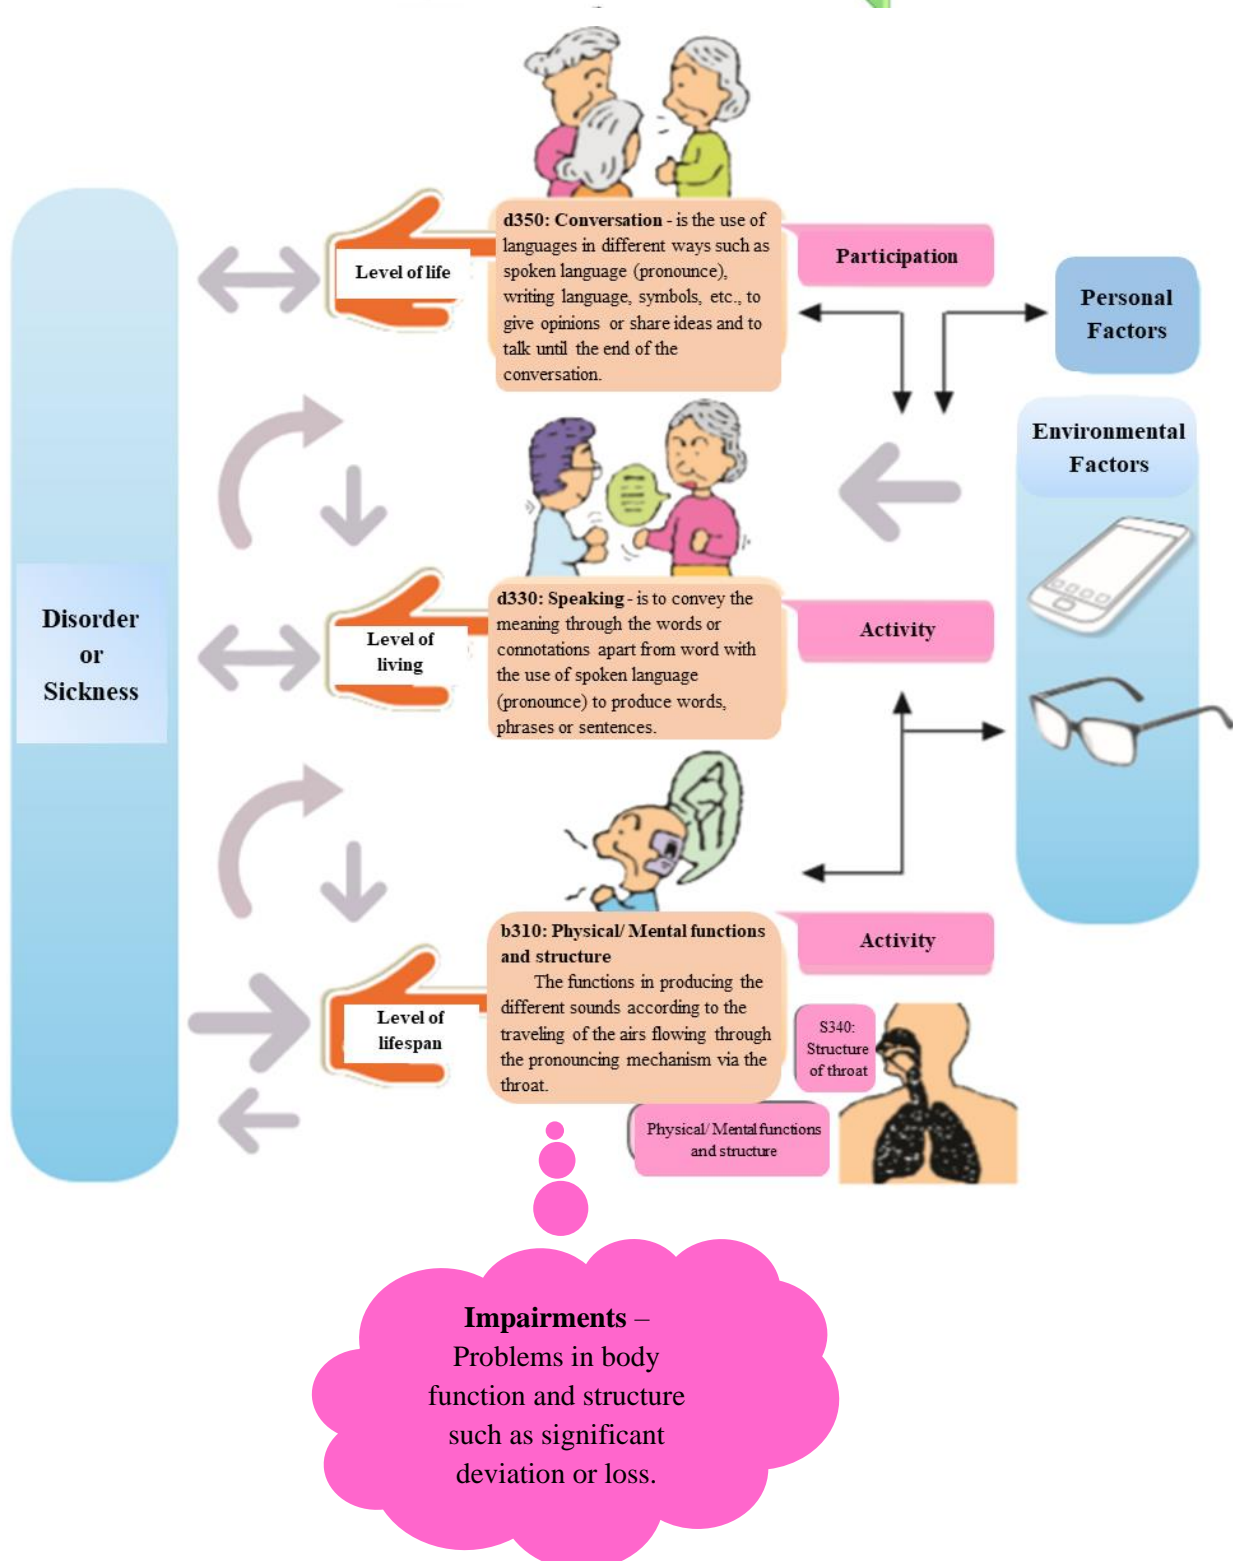 d350: Conversation - is the use of
languages in different ways such as
spoken language (pronounce),
writing language, symbols, etc., to
give opinions or share ideas and to
talk until the end of the
conversation.
Level of life
Participation
Personal
Factors
Environmental
Factors
Disorder
or
Sickness
d330: Speaking - is to convey the
meaning through the words or
connotations apart from word with
the use of spoken language
(pronounce) to produce words,
phrases or sentences.
Level of
living
Activity
b310: Physical/ Mental functions
and structure
The functions in producing the
different sounds according to the
traveling of the airs flowing through
the pronouncing mechanism via the
throat.
Level of
lifespan
Activity
S340:
Structure
of throat
Physical/ Mental functions
and structure
Impairments –
Problems in body
function and structure
such as significant
deviation or loss.